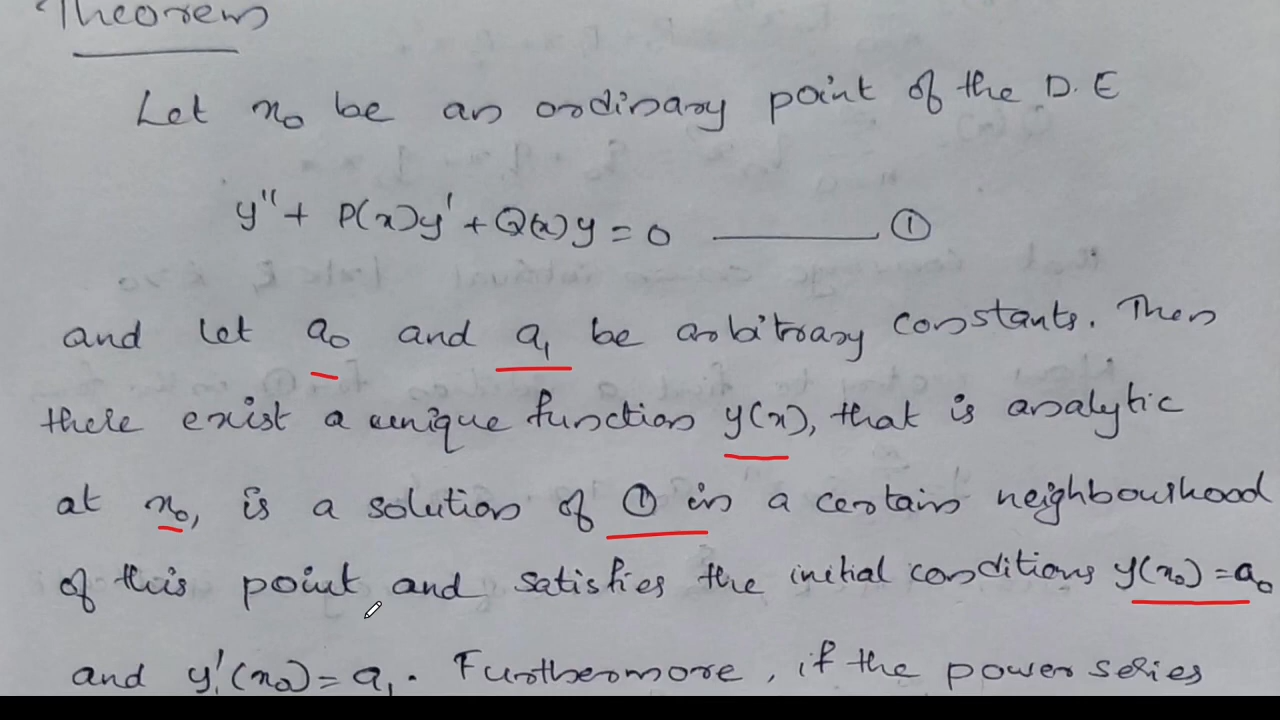 Theorem
Let x₀ be an ordinary point of the D.E
y'' + P(x)y' + Q(x)y = 0 ——— ①
and let a₀ and a₁ be arbitrary constants. Then
there exist a unique function y(x), that is analytic
at x₀, is a solution of ① in a certain neighbourhood
of this point and satisfies the initial conditions y(x₀) = a₀
and y'(x₀) = a₁. Furthermore, if the power series